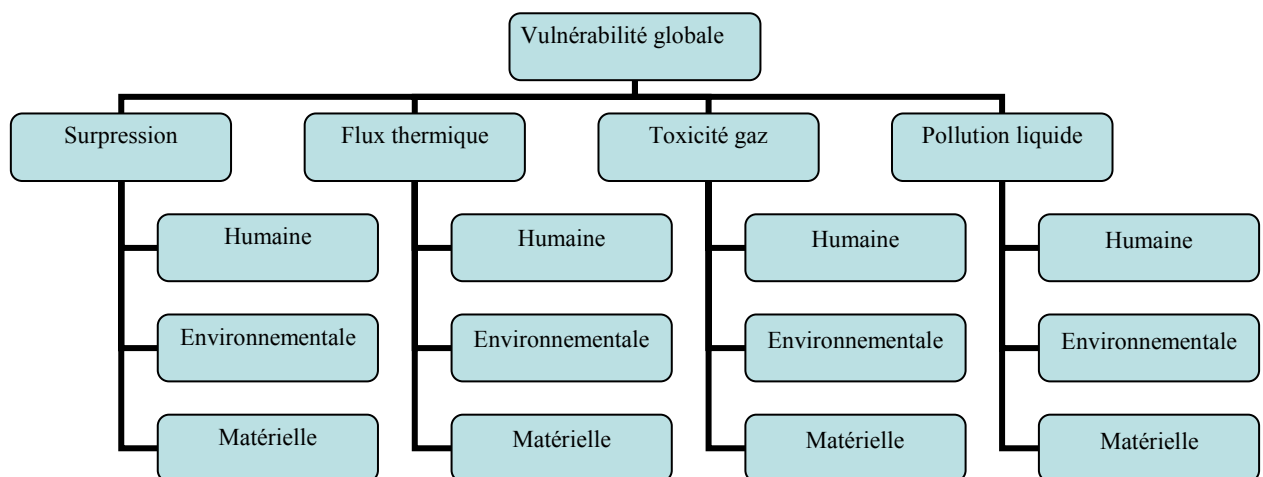 Vulnérabilité globale
Surpression
Flux thermique
Toxicité gaz
Pollution liquide
Humaine
Humaine
Humaine
Humaine
Environnementale
Environnementale
Environnementale
Environnementale
Matérielle
Matérielle
Matérielle
Matérielle